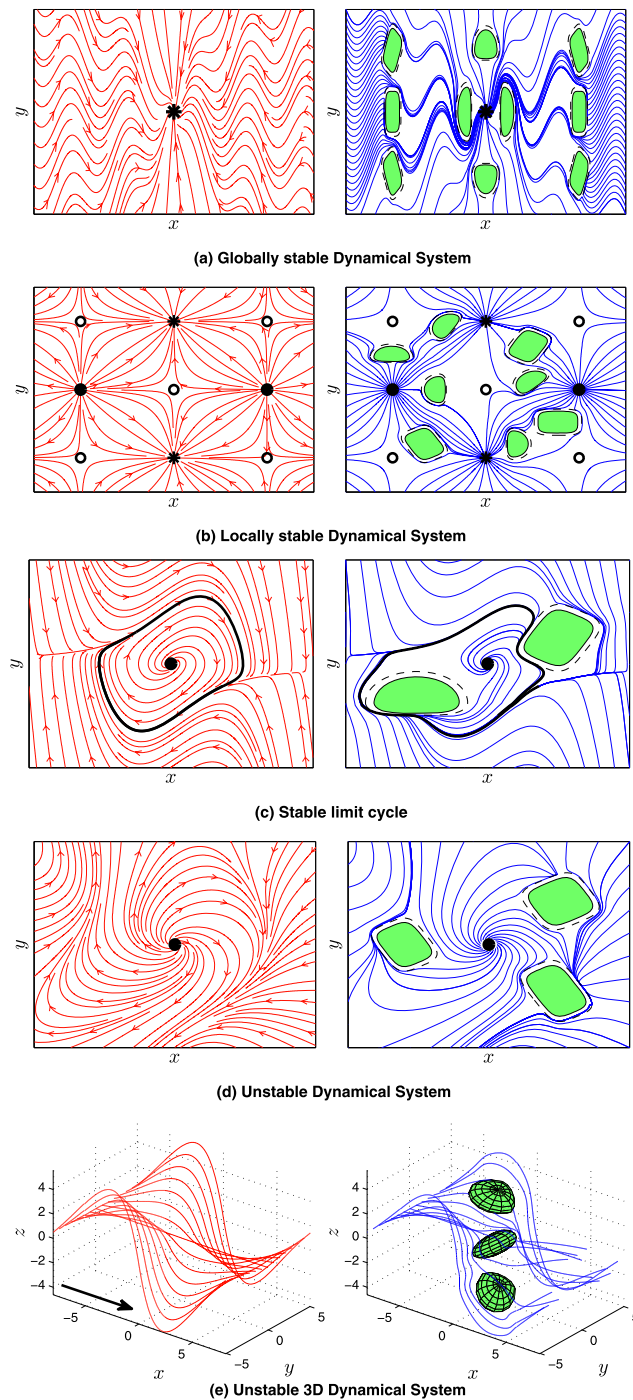 y
x
y
x
(a) Globally stable Dynamical System
y
x
y
x
(b) Locally stable Dynamical System
y
x
y
x
(c) Stable limit cycle
y
x
y
x
(d) Unstable Dynamical System
4
2
0
−2
−4
z
−5
0
5
x
−5
0
5
y
4
2
0
−2
−4
z
−5
0
5
x
−5
0
5
y
(e) Unstable 3D Dynamical System